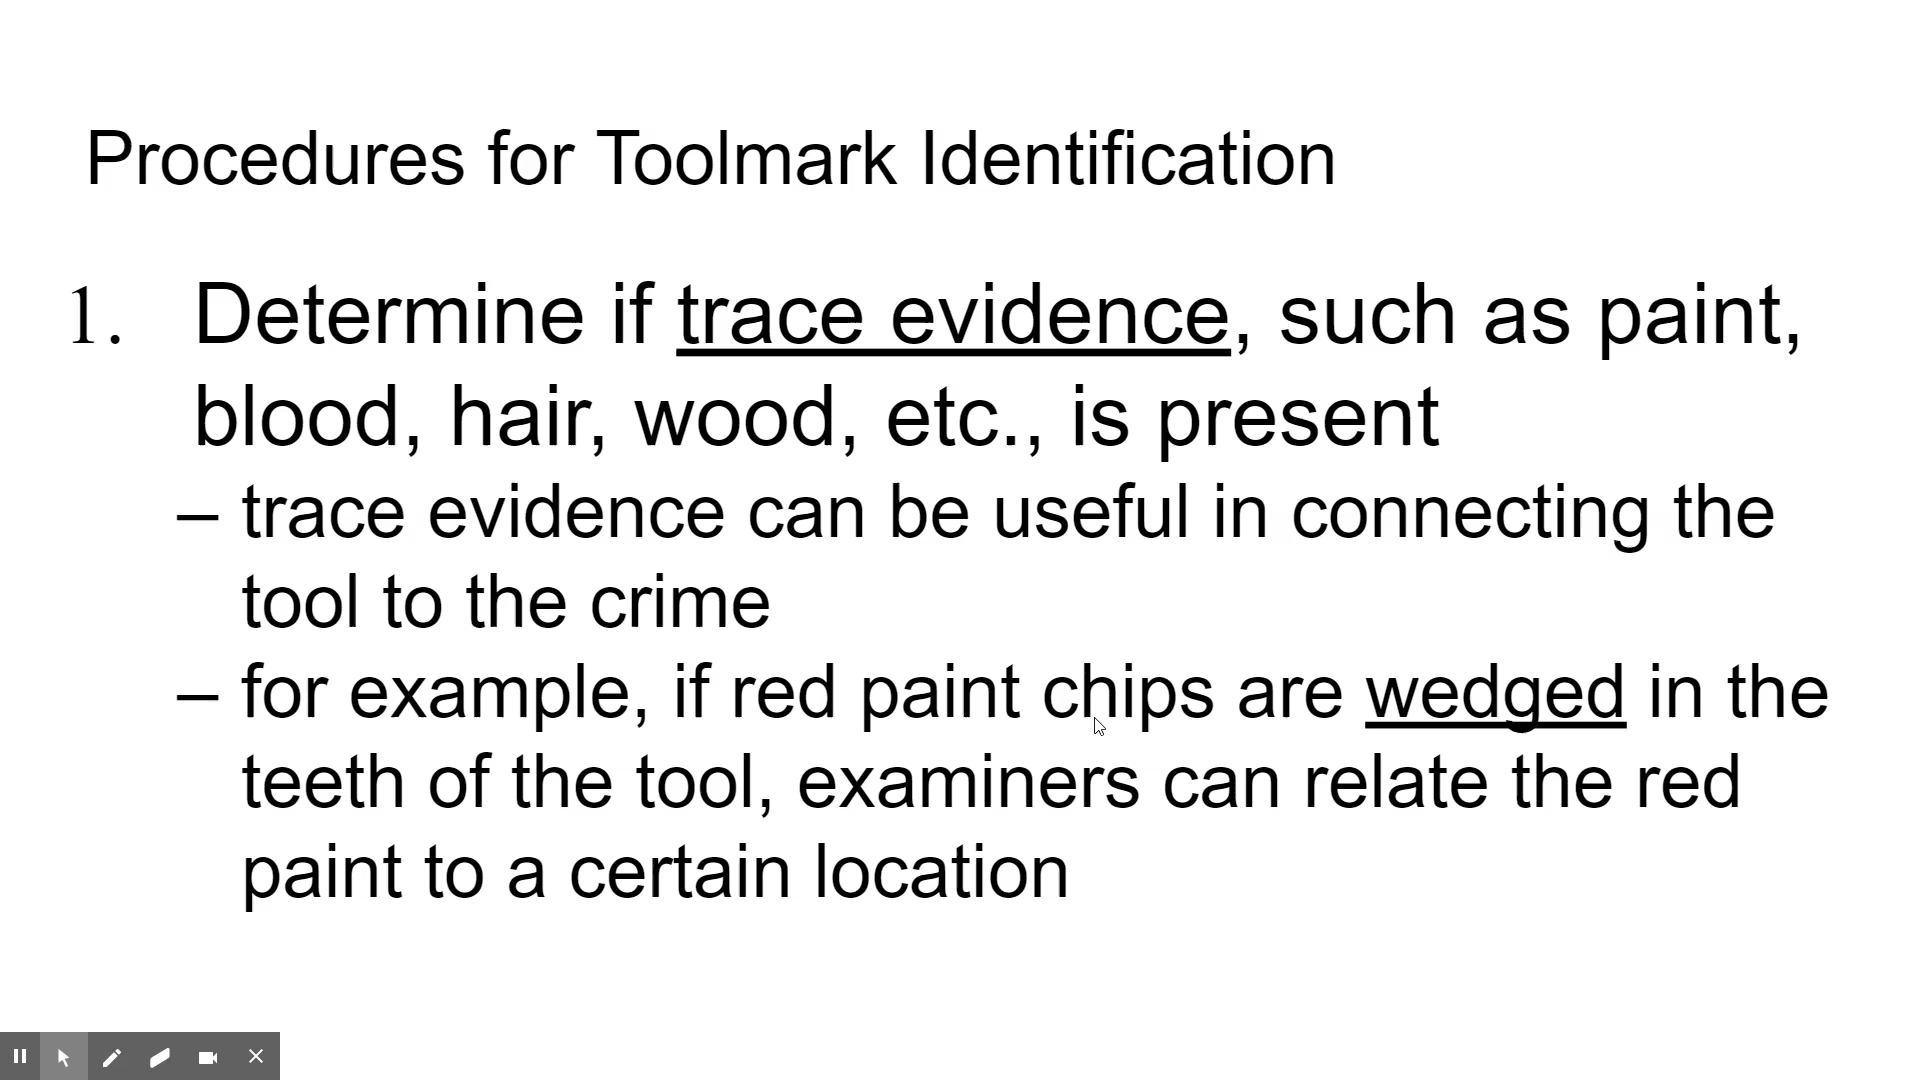 Procedures for Toolmark Identification
1. Determine if trace evidence, such as paint,
blood, hair, wood, etc., is present
– trace evidence can be useful in connecting the
tool to the crime
– for example, if red paint chips are wedged in the
teeth of the tool, examiners can relate the red
paint to a certain location